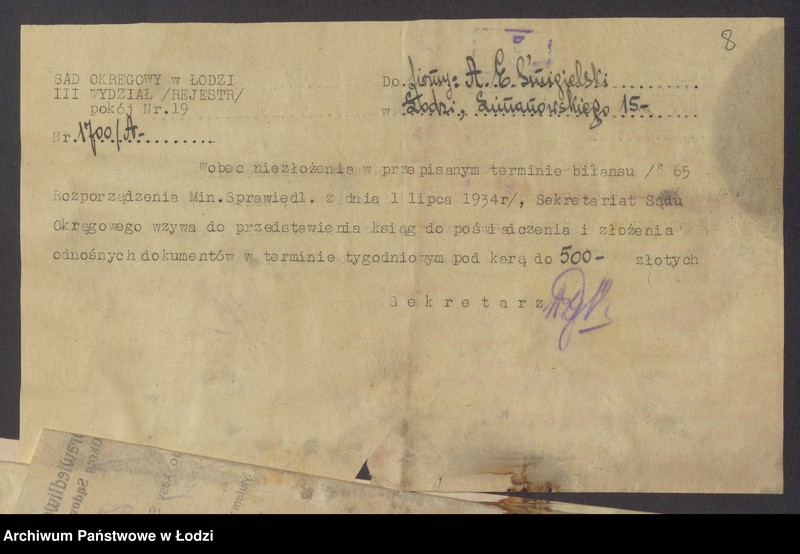 8
SĄD OKRĘGOWY w ŁODZI
III WYDZIAŁ /REJESTR/
pokój Nr.19
Nr. 1700/A-
Do firmy: A. E. Śmigielski
w Łodzi, Limanowskiego 15-
Wobec niezłożenia w przepisanym terminie bilansu /§ 65
Rozporządzenia Min.Sprawiedl. z dnia 1 lipca 1934r/, Sekretariat Sądu
Okręgowego wzywa do przedstawienia ksiąg do poświadczenia i złożenia
odnośnych dokumentów w terminie tygodniowym pod karą do 500- złotych
Sekretarz
Archiwum Państwowe w Łodzi